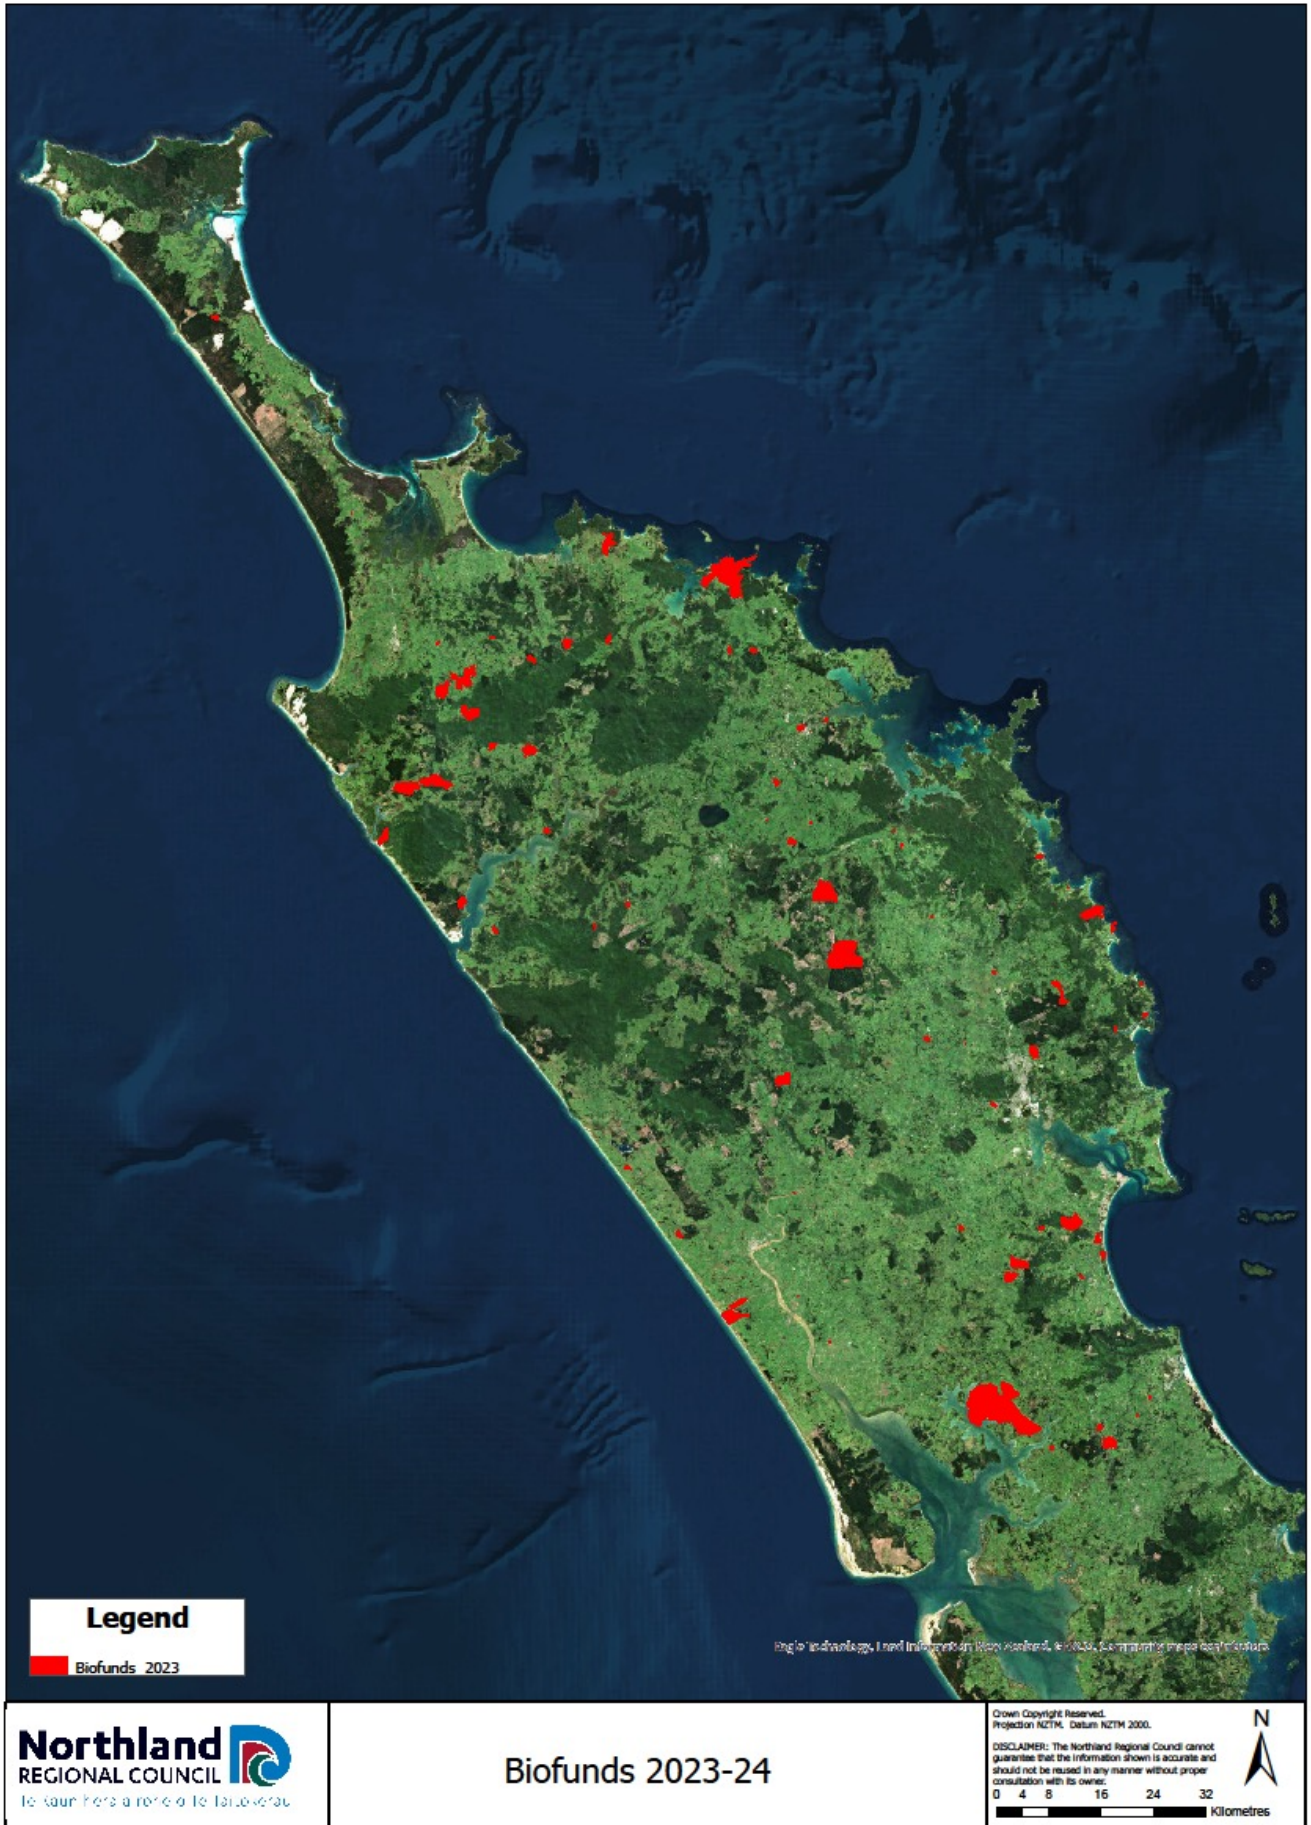 Legend
Biofunds 2023
Eagle Technology, Land Information New Zealand, GEBCO, Community maps contributors
Northland
REGIONAL COUNCIL
Biofunds 2023-24
Crown Copyright Reserved.
Projection NZTM. Datum NZTM 2000.
DISCLAIMER: The Northland Regional Council cannot
guarantee that the information shown is accurate and
should not be reused in any manner without proper
consultation with its owner.
N
0 4 8 16 24 32
Kilometres